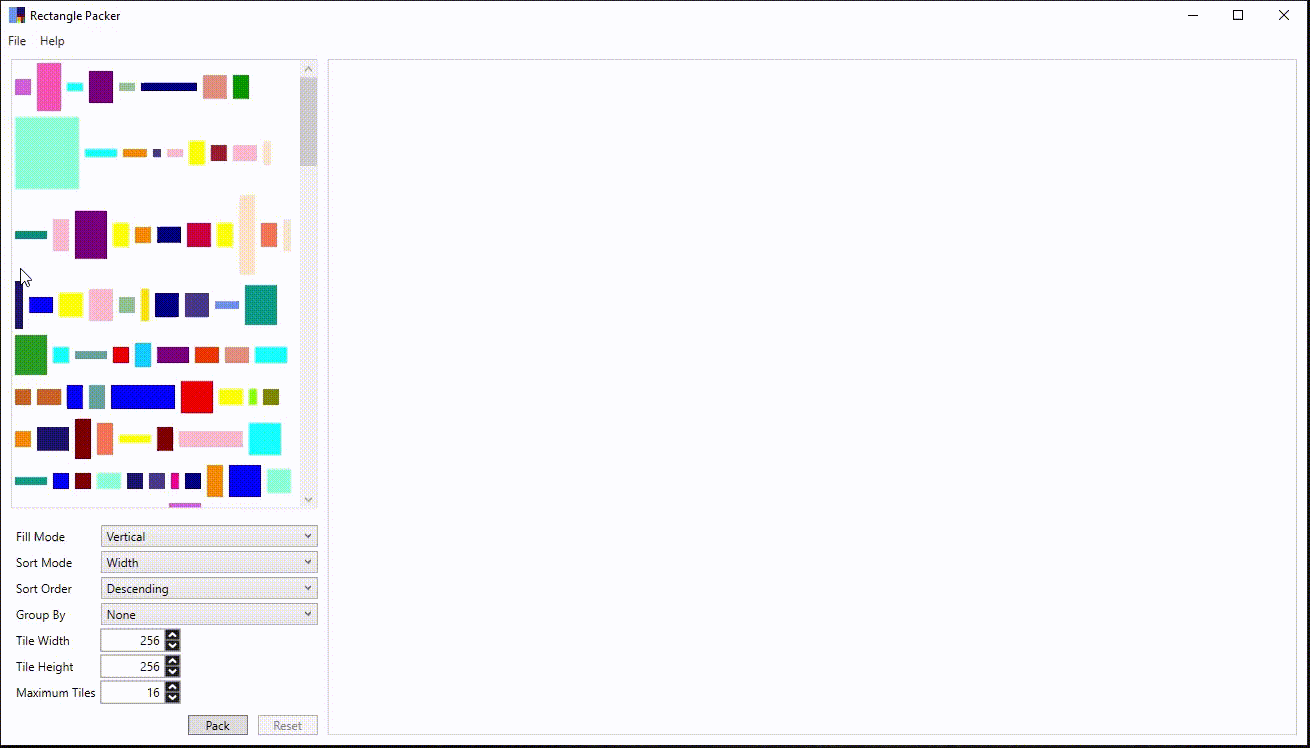 Rectangle Packer
File Help
Fill Mode Vertical
Sort Mode Width
Sort Order Descending
Group By None
Tile Width 256
Tile Height 256
Maximum Tiles 16
Pack Reset